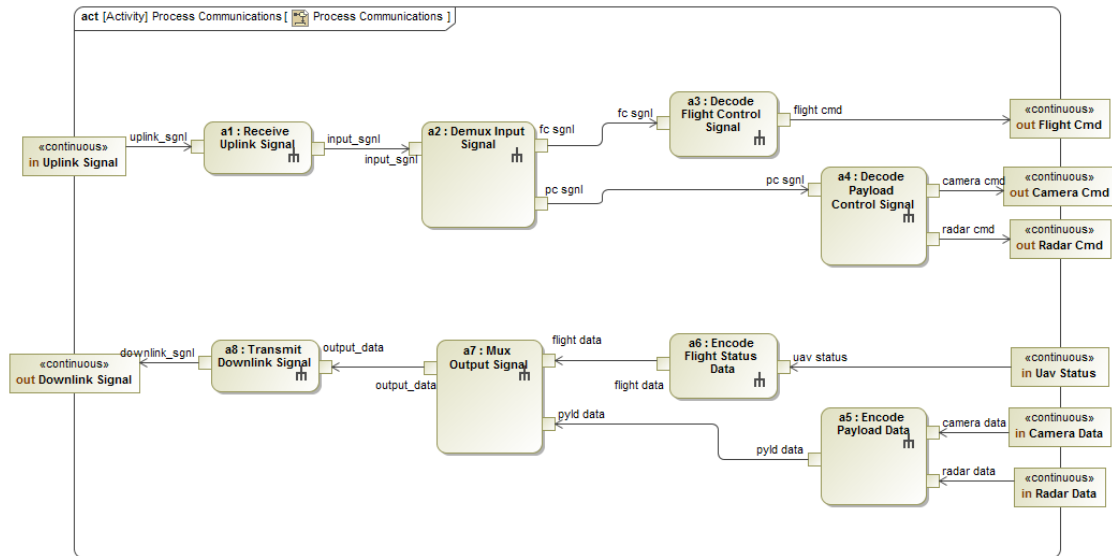 act [Activity] Process Communications [ Process Communications ]
«continuous»
in Uplink Signal
uplink_sgnl
a1 : Receive
Uplink Signal
input_sgnl
input_sgnl
a2 : Demux Input
Signal
fc sgnl
pc sgnl
fc sgnl
a3 : Decode
Flight Control
Signal
flight cmd
«continuous»
out Flight Cmd
pc sgnl
a4 : Decode
Payload
Control Signal
camera cmd
radar cmd
«continuous»
out Camera Cmd
«continuous»
out Radar Cmd
«continuous»
out Downlink Signal
downlink_sgnl
a8 : Transmit
Downlink Signal
output_data
output_data
a7 : Mux
Output Signal
flight data
pyld data
flight data
a6 : Encode
Flight Status
Data
uav status
«continuous»
in Uav Status
pyld data
a5 : Encode
Payload Data
camera data
radar data
«continuous»
in Camera Data
«continuous»
in Radar Data